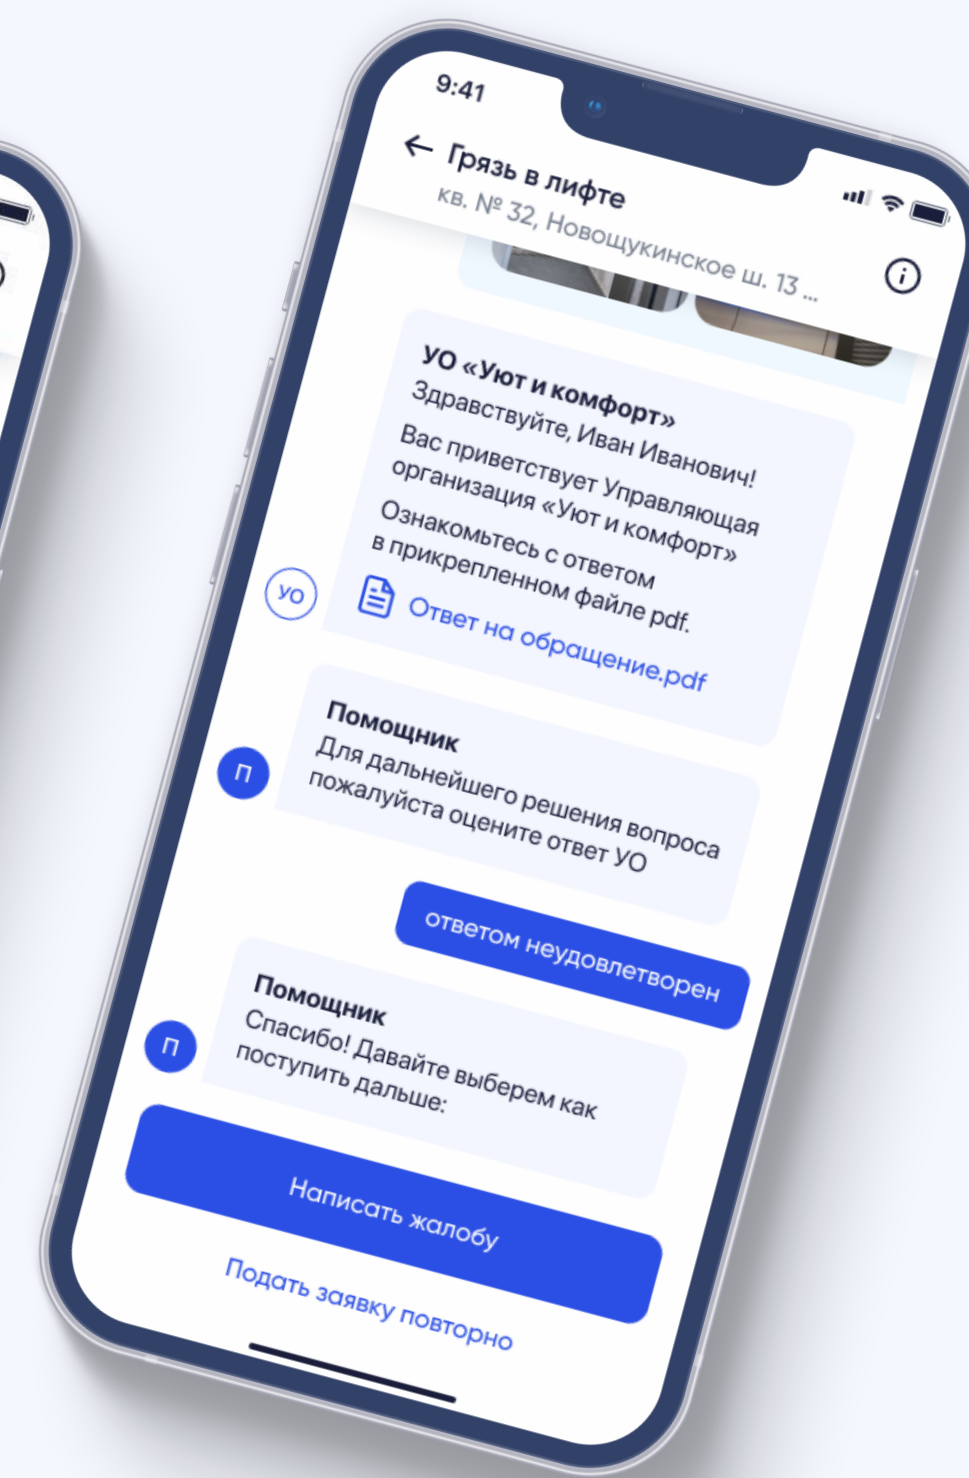 9:41
Грязь в лифте
кв. № 32, Новощукинское ш. 13 ...
УО «Уют и комфорт»
Здравствуйте, Иван Иванович!
Вас приветствует Управляющая
организация «Уют и комфорт»
Ознакомьтесь с ответом
в прикрепленном файле pdf.
УО
Ответ на обращение.pdf
Помощник
Для дальнейшего решения вопроса
П
пожалуйста оцените ответ УО
ответом неудовлетворен
Помощник
Спасибо! Давайте выберем как
П
поступить дальше:
Написать жалобу
Подать заявку повторно